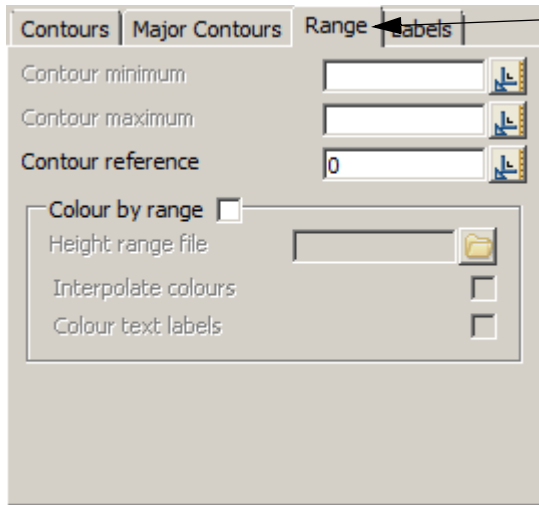 Contours Major Contours Range Labels
Contour minimum
Contour maximum
Contour reference 0
Colour by range
Height range file
Interpolate colours
Colour text labels